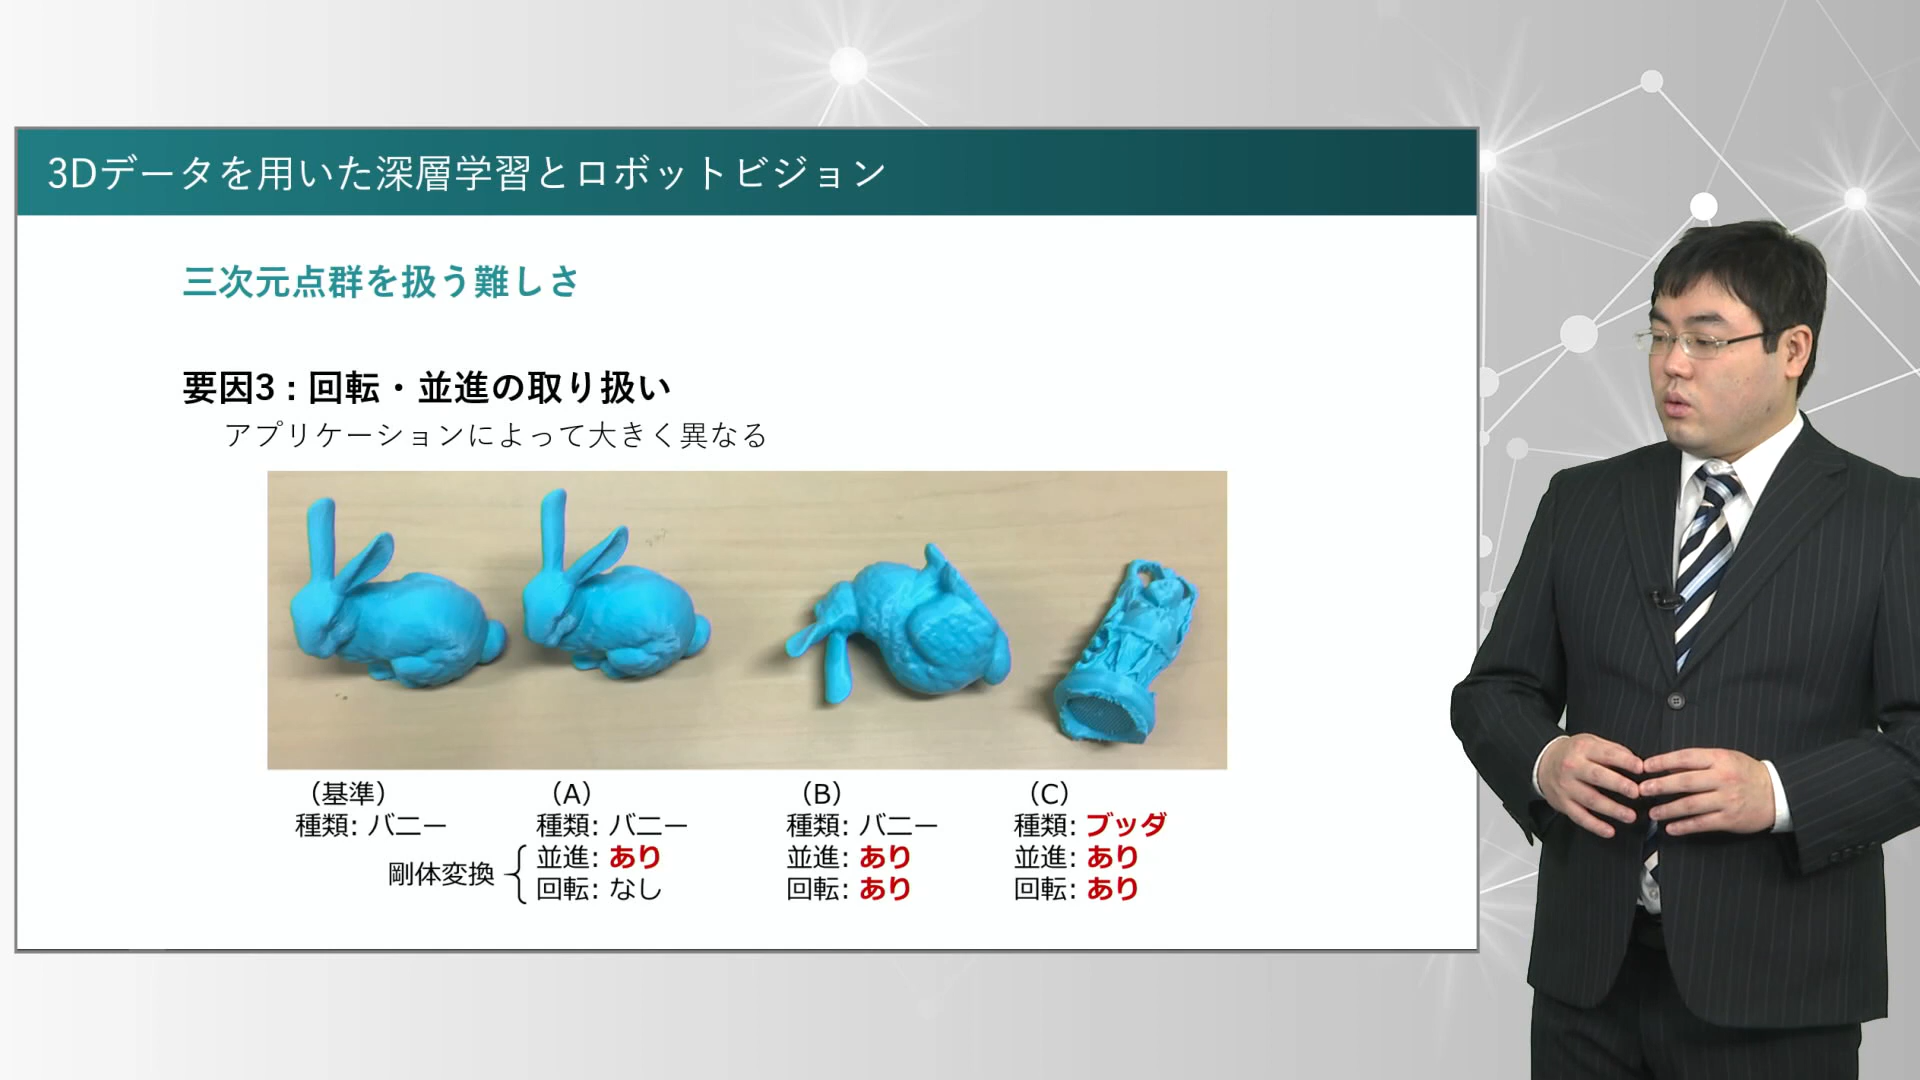 3Dデータを用いた深層学習とロボットビジョン
三次元点群を扱う難しさ
要因3：回転・並進の取り扱い
アプリケーションによって大きく異なる
（基準）
種類: バニー
剛体変換
（A）
種類: バニー
並進: あり
回転: なし
（B）
種類: バニー
並進: あり
回転: あり
（C）
種類: ブッダ
並進: あり
回転: あり